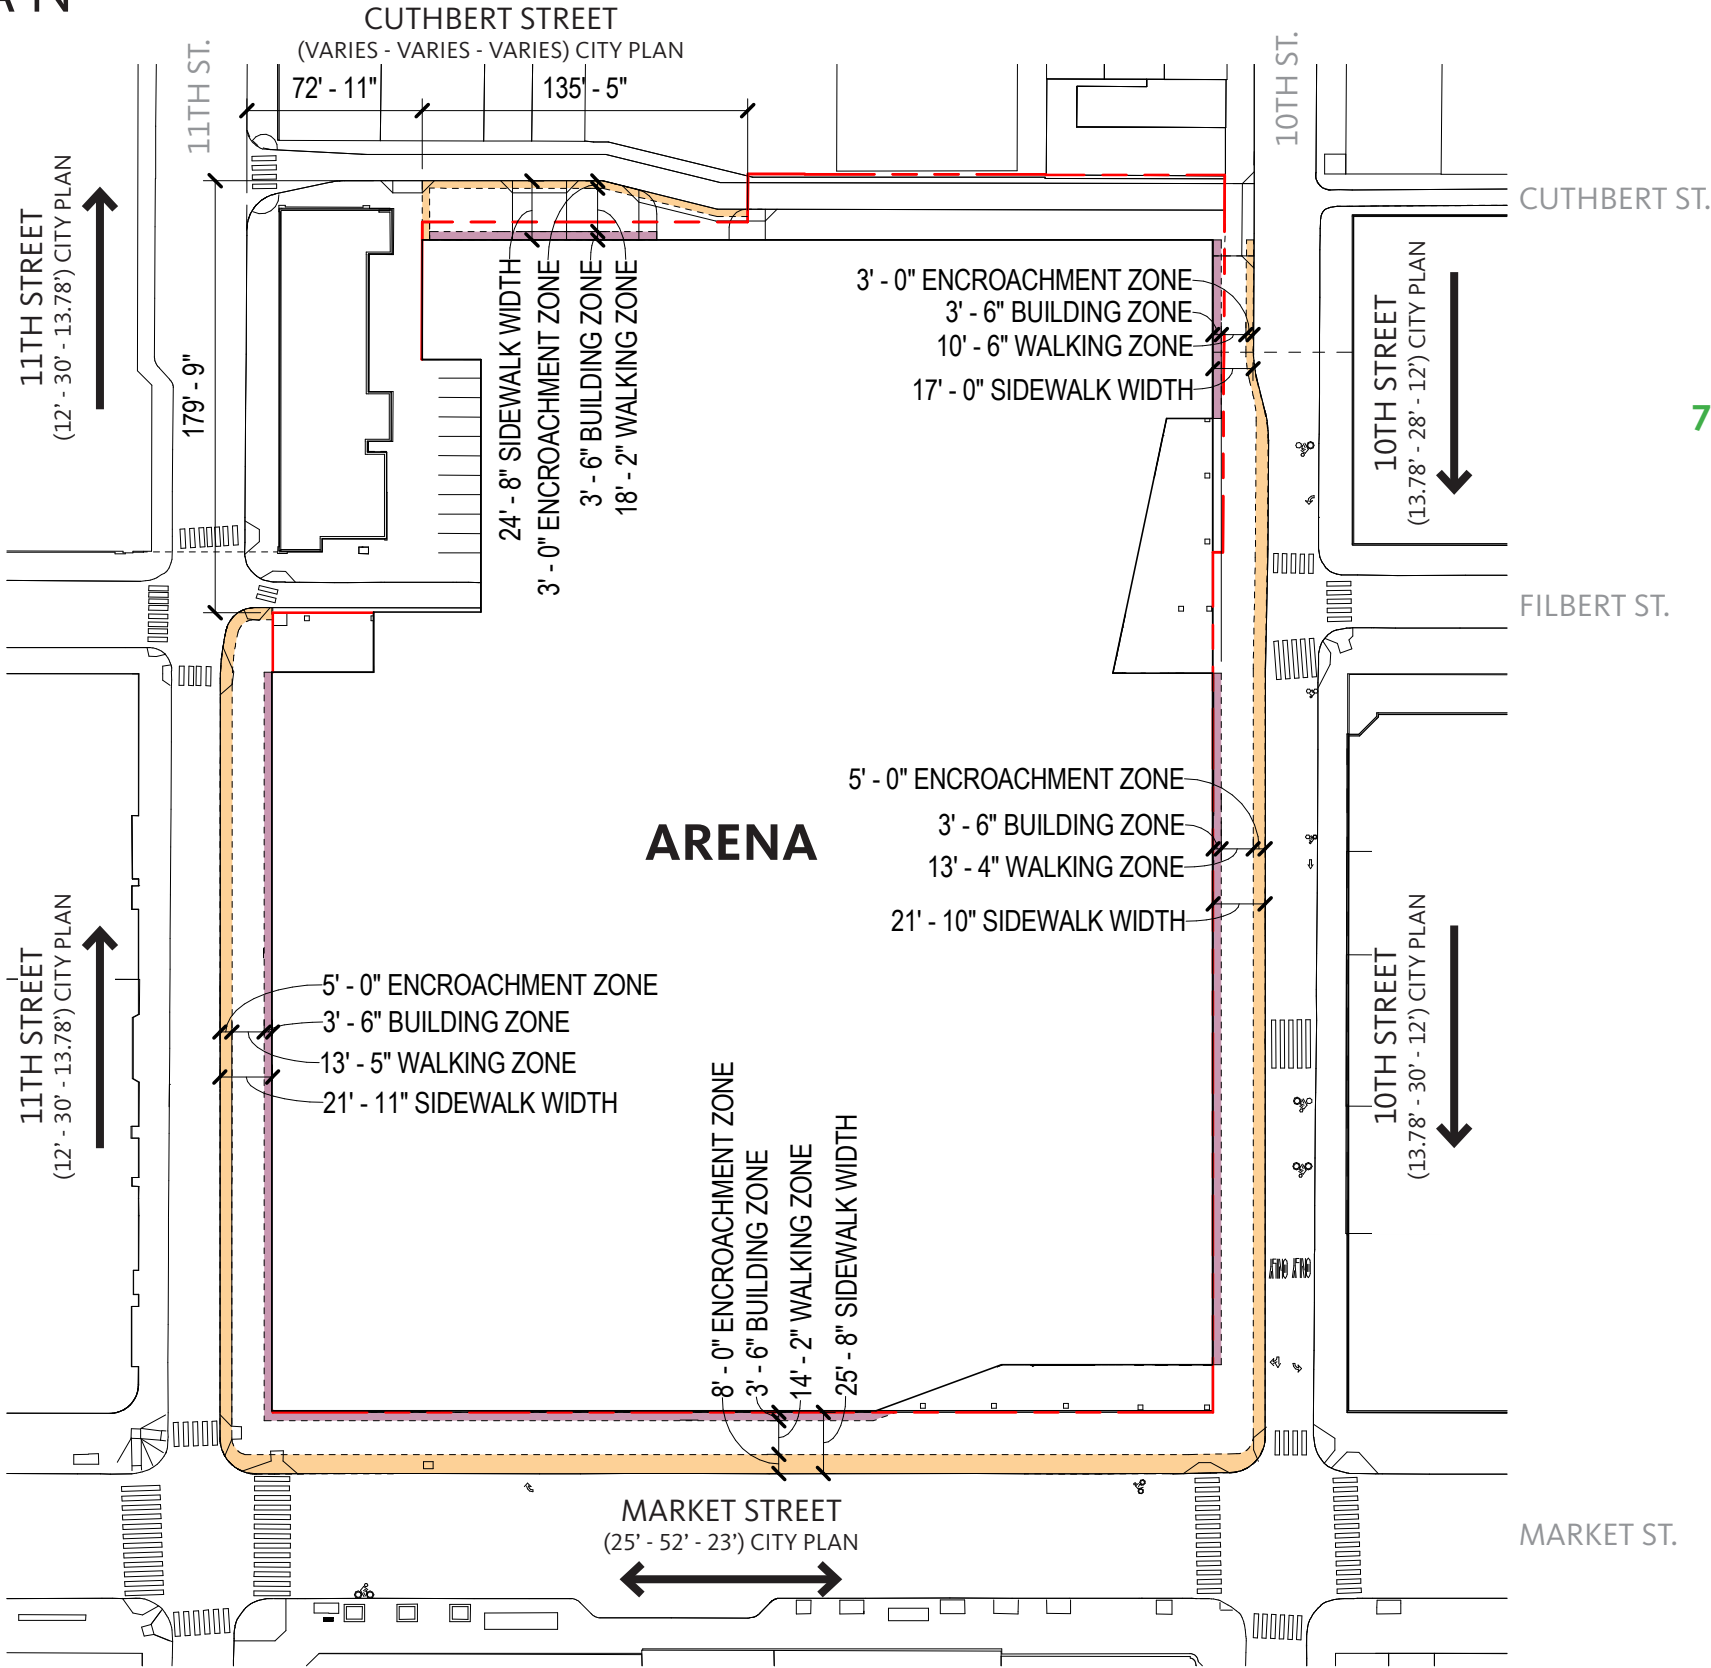 CUTHBERT STREET
(VARIES - VARIES - VARIES) CITY PLAN
72' - 11"
135' - 5"
11TH ST.
10TH ST.
11TH STREET
(12' - 30' - 13.78') CITY PLAN
179' - 9"
24' - 8" SIDEWALK WIDTH
3' - 0" ENCROACHMENT ZONE
3' - 6" BUILDING ZONE
18' - 2" WALKING ZONE
3' - 0" ENCROACHMENT ZONE
3' - 6" BUILDING ZONE
10' - 6" WALKING ZONE
17' - 0" SIDEWALK WIDTH
10TH STREET
(13.78' - 28' - 12') CITY PLAN
CUTHBERT ST.
7
FILBERT ST.
ARENA
5' - 0" ENCROACHMENT ZONE
3' - 6" BUILDING ZONE
13' - 4" WALKING ZONE
21' - 10" SIDEWALK WIDTH
11TH STREET
(12' - 30' - 13.78') CITY PLAN
5' - 0" ENCROACHMENT ZONE
3' - 6" BUILDING ZONE
13' - 5" WALKING ZONE
21' - 11" SIDEWALK WIDTH
8' - 0" ENCROACHMENT ZONE
3' - 6" BUILDING ZONE
14' - 2" WALKING ZONE
25' - 8" SIDEWALK WIDTH
10TH STREET
(13.78' - 30' - 12') CITY PLAN
MARKET STREET
(25' - 52' - 23') CITY PLAN
MARKET ST.